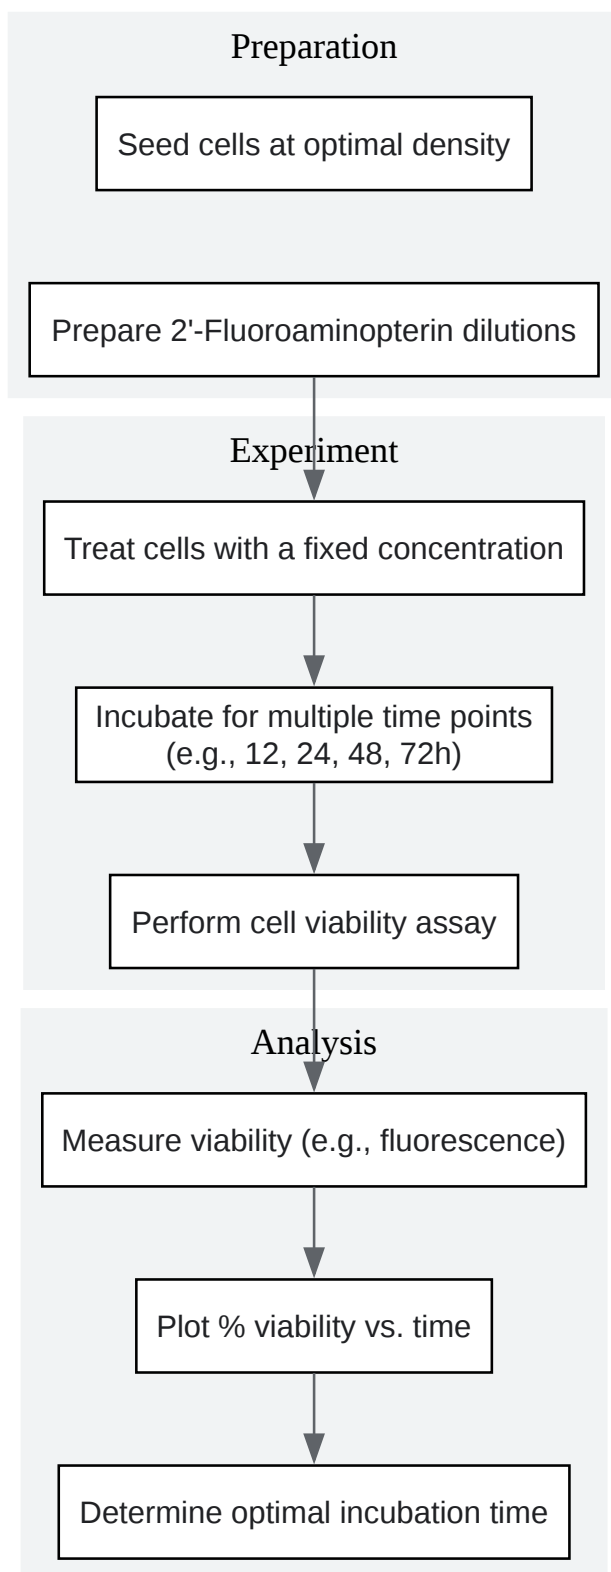 Preparation
Seed cells at optimal density
Prepare 2'-Fluoroaminopterin dilutions
Experiment
Treat cells with a fixed concentration
Incubate for multiple time points
(e.g., 12, 24, 48, 72h)
Perform cell viability assay
Analysis
Measure viability (e.g., fluorescence)
Plot % viability vs. time
Determine optimal incubation time